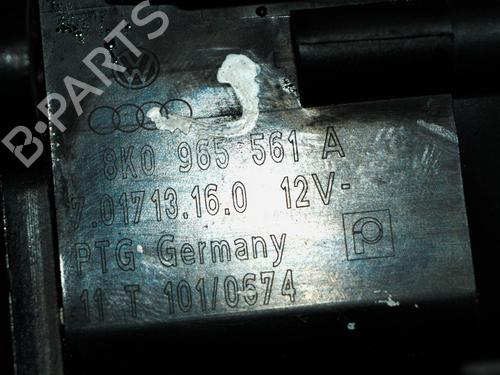 B-PARTS
8K0 965 561 A
7.01713.16.0 12V-
PTG Germany
11 T 101/0674